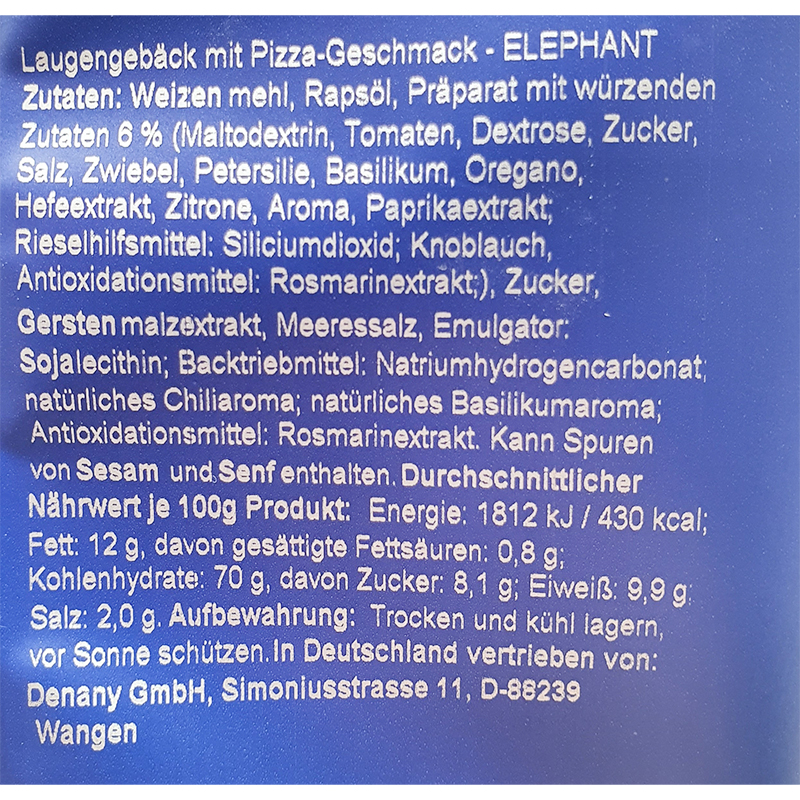 Laugengebäck mit Pizza-Geschmack - ELEPHANT
Zutaten: Weizen mehl, Rapsöl, Präparat mit würzenden
Zutaten 6 % (Maltodextrin, Tomaten, Dextrose, Zucker,
Salz, Zwiebel, Petersilie, Basilikum, Oregano,
Hefeextrakt, Zitrone, Aroma, Paprikaextrakt;
Rieselhilfsmittel: Siliciumdioxid; Knoblauch,
Antioxidationsmittel: Rosmarinextrakt;), Zucker,
Gersten malzextrakt, Meeressalz, Emulgator:
Sojalecithin; Backtriebmittel: Natriumhydrogencarbonat;
natürliches Chiliaroma; natürliches Basilikumaroma;
Antioxidationsmittel: Rosmarinextrakt. Kann Spuren
von Sesam und Senf enthalten. Durchschnittlicher
Nährwert je 100g Produkt: Energie: 1812 kJ / 430 kcal;
Fett: 12 g, davon gesättigte Fettsäuren: 0,8 g;
Kohlenhydrate: 70 g, davon Zucker: 8,1 g; Eiweiß: 9,9 g;
Salz: 2,0 g. Aufbewahrung: Trocken und kühl lagern,
vor Sonne schützen. In Deutschland vertrieben von:
Denany GmbH, Simoniusstrasse 11, D-88239
Wangen